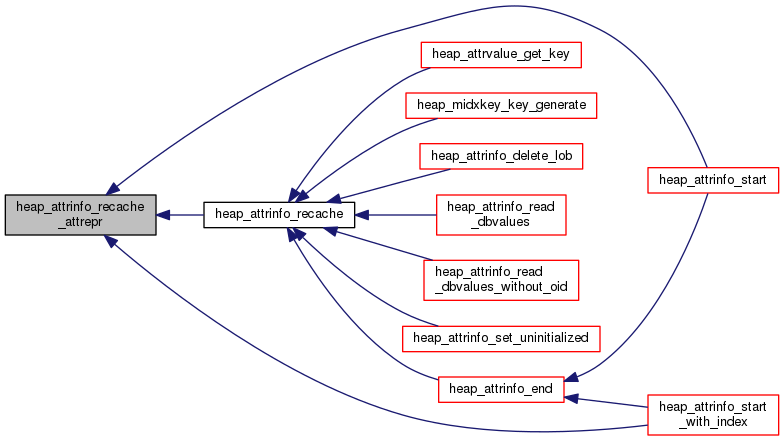 heap_attrvalue_get_key
heap_midxkey_key_generate
heap_attrinfo_delete_lob
heap_attrinfo_start
heap_attrinfo_recache
_attrepr
heap_attrinfo_recache
heap_attrinfo_read
_dbvalues
heap_attrinfo_read
_dbvalues_without_oid
heap_attrinfo_set_uninitialized
heap_attrinfo_end
heap_attrinfo_start
_with_index